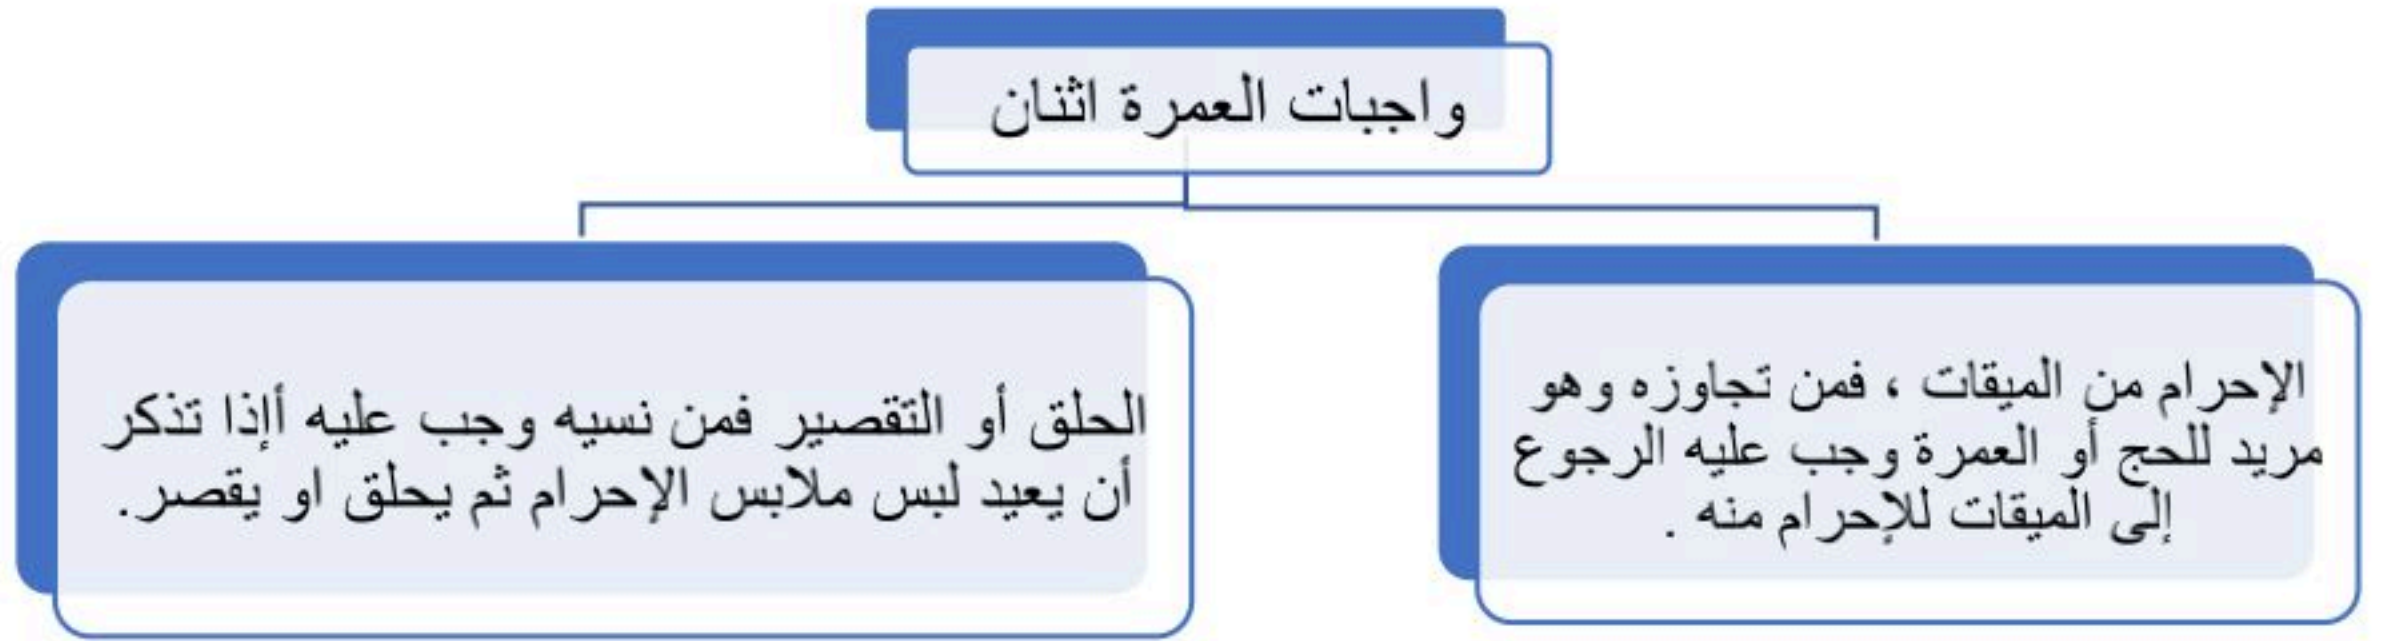 واجبات العمرة اثنان
الإحرام من الميقات ، فمن تجاوزه وهو
مريد للحج أو العمرة وجب عليه الرجوع
إلى الميقات للإحرام منه .
الحلق أو التقصير فمن نسيه وجب عليه أإذا تذكر
أن يعيد لبس ملابس الإحرام ثم يحلق او يقصر.